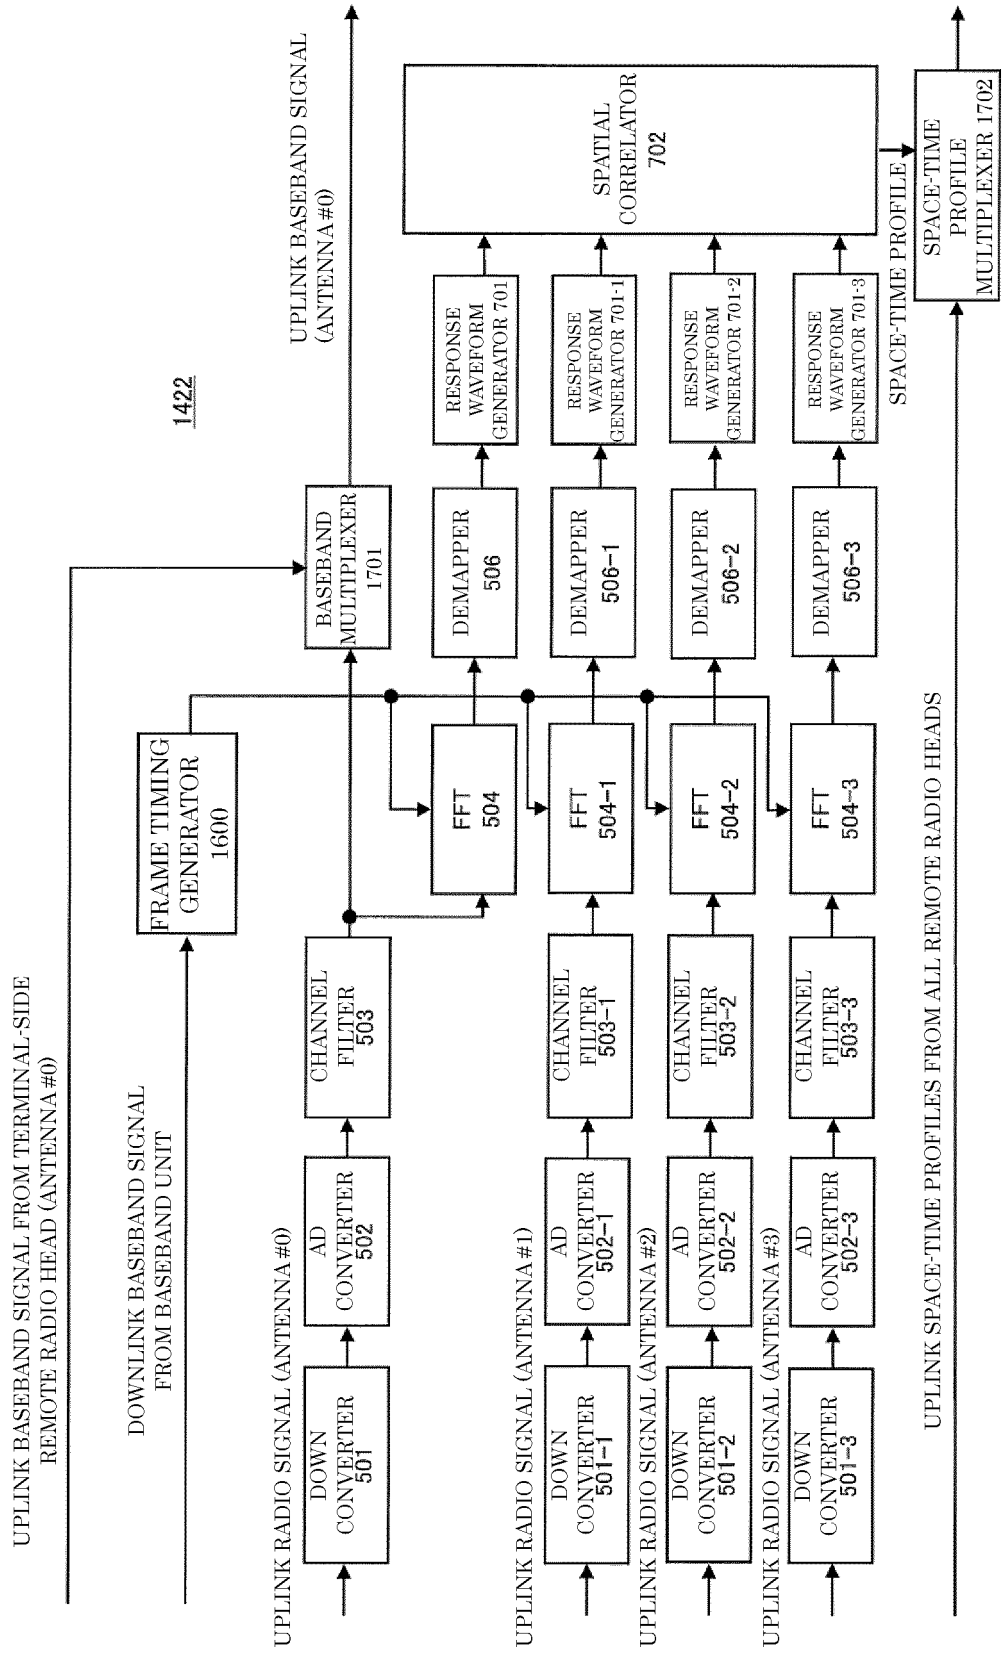 1422
UPLINK BASEBAND SIGNAL FROM TERMINAL-SIDE
REMOTE RADIO HEAD (ANTENNA #0)
DOWNLINK BASEBAND SIGNAL
FROM BASEBAND UNIT
FRAME TIMING
GENERATOR
1600
UPLINK RADIO SIGNAL (ANTENNA #0)
DOWN
CONVERTER
501
AD
CONVERTER
502
CHANNEL
FILTER
503
BASEBAND
MULTIPLEXER
1701
UPLINK BASEBAND SIGNAL
(ANTENNA #0)
FFT
504
DEMAPPER
506
RESPONSE
WAVEFORM
GENERATOR 701
UPLINK RADIO SIGNAL (ANTENNA #1)
DOWN
CONVERTER
501-1
AD
CONVERTER
502-1
CHANNEL
FILTER
503-1
FFT
504-1
DEMAPPER
506-1
RESPONSE
WAVEFORM
GENERATOR 701-1
UPLINK RADIO SIGNAL (ANTENNA #2)
DOWN
CONVERTER
501-2
AD
CONVERTER
502-2
CHANNEL
FILTER
503-2
FFT
504-2
DEMAPPER
506-2
RESPONSE
WAVEFORM
GENERATOR 701-2
UPLINK RADIO SIGNAL (ANTENNA #3)
DOWN
CONVERTER
501-3
AD
CONVERTER
502-3
CHANNEL
FILTER
503-3
FFT
504-3
DEMAPPER
506-3
RESPONSE
WAVEFORM
GENERATOR 701-3
SPATIAL
CORRELATOR
702
SPACE-TIME PROFILE
UPLINK SPACE-TIME PROFILES FROM ALL REMOTE RADIO HEADS
SPACE-TIME
PROFILE
MULTIPLEXER 1702